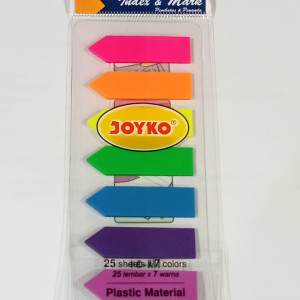 Index & Mark
Pembatas & Penanda
JOYKO®
25 sheets x 7 colors
25 lembar x 7 warna
Plastic Material